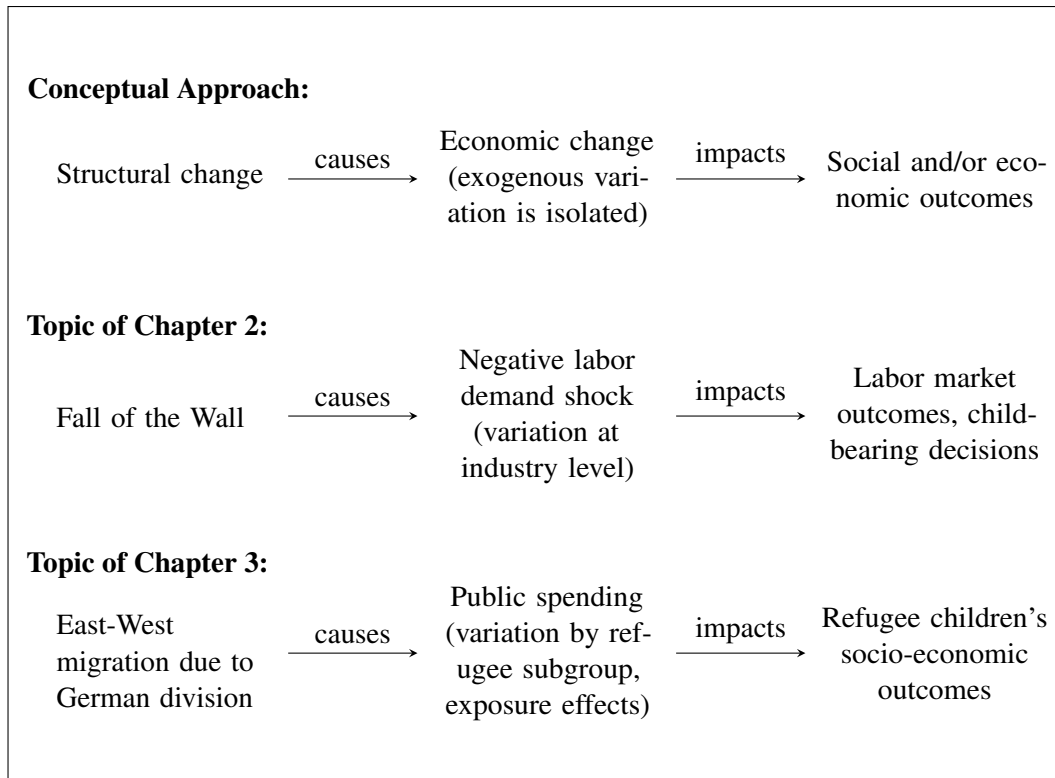 Conceptual Approach:
Structural change
causes
Economic change
(exogenous vari-
ation is isolated)
impacts
Social and/or eco-
nomic outcomes
Topic of Chapter 2:
Fall of the Wall
causes
Negative labor
demand shock
(variation at
industry level)
impacts
Labor market
outcomes, child-
bearing decisions
Topic of Chapter 3:
East-West
migration due to
German division
causes
Public spending
(variation by ref-
ugee subgroup,
exposure effects)
impacts
Refugee children's
socio-economic
outcomes